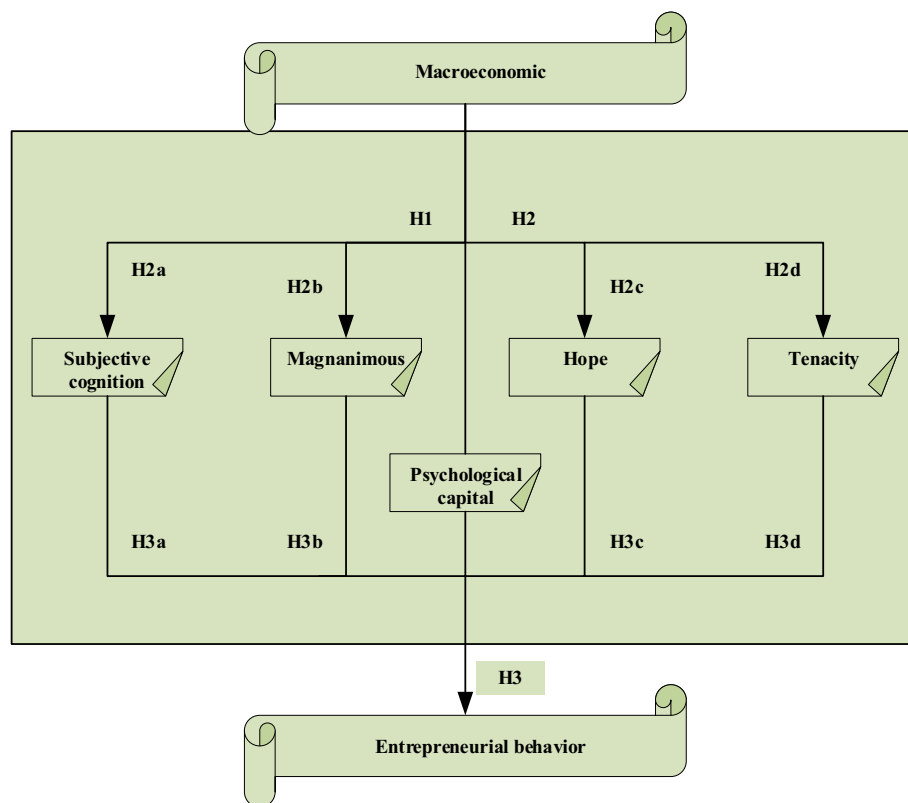 Macroeconomic
H1
H2
H2a
H2b
H2c
H2d
Subjective
cognition
Magnanimous
Hope
Tenacity
Psychological
capital
H3a
H3b
H3c
H3d
H3
Entrepreneurial behavior